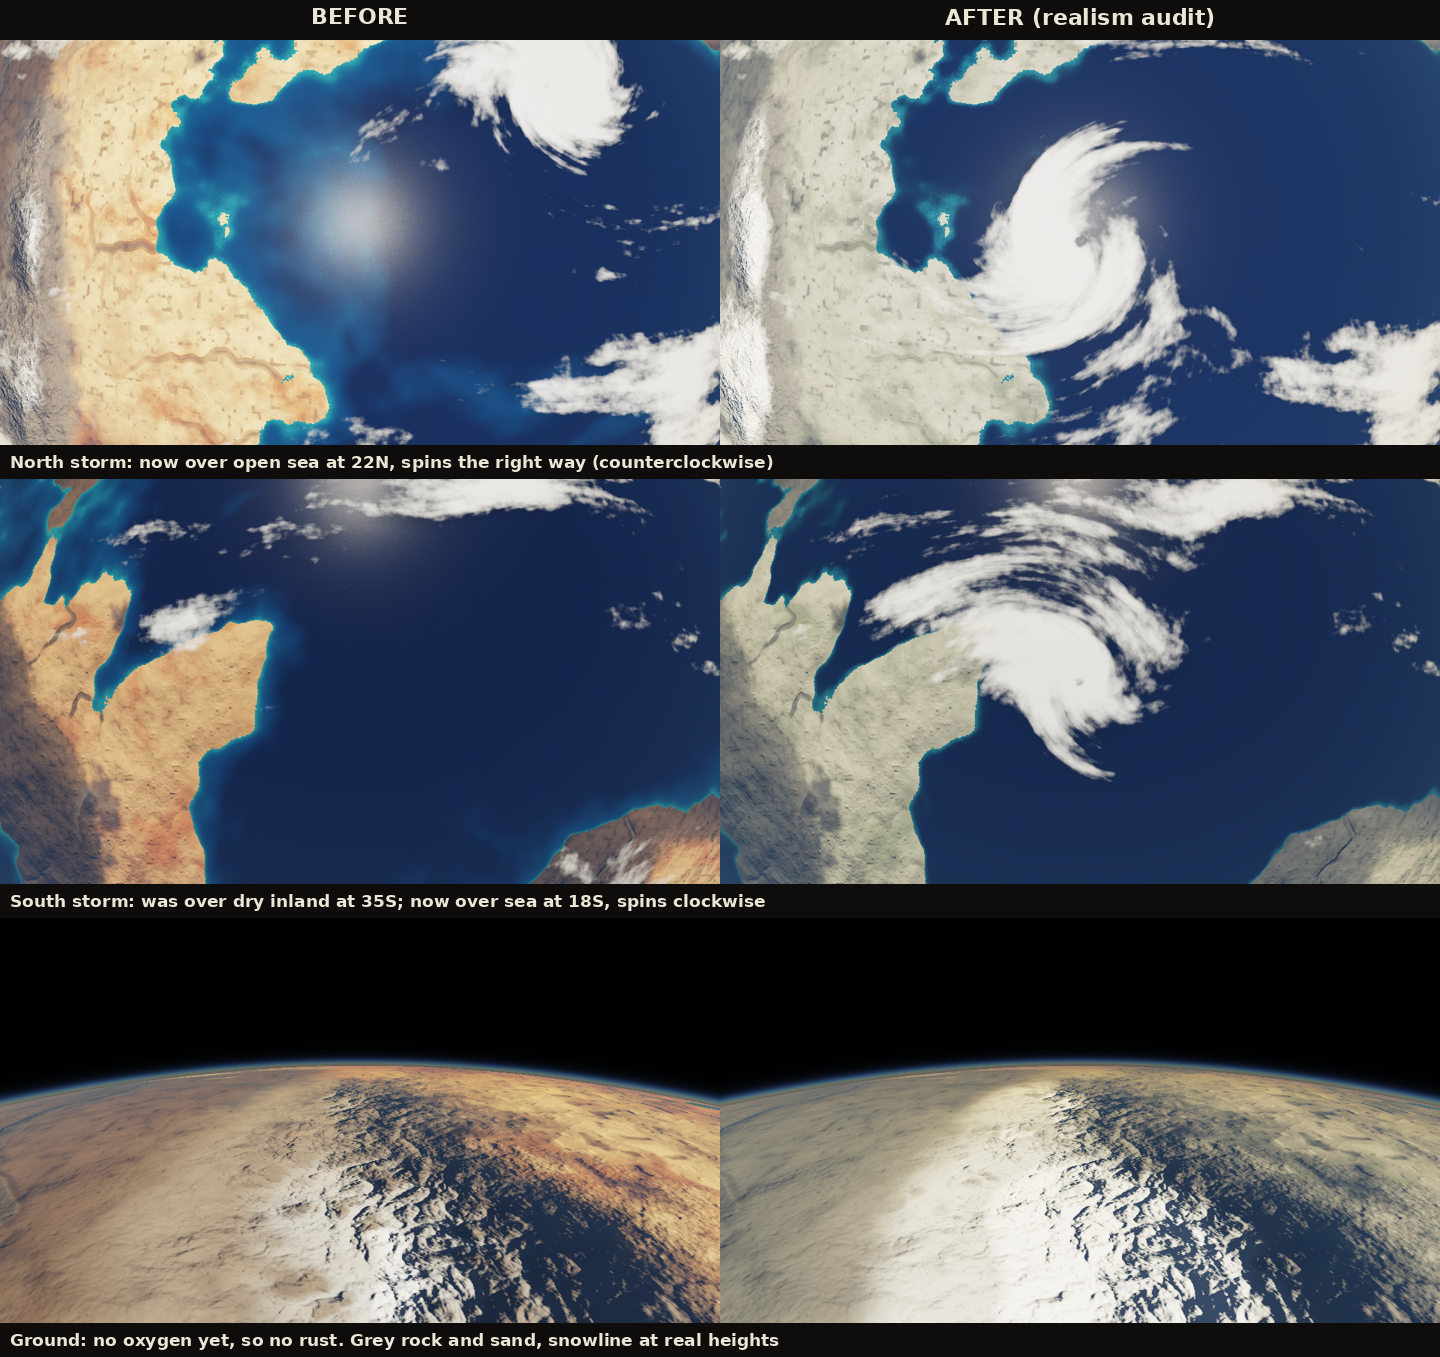 BEFORE
AFTER (realism audit)
North storm: now over open sea at 22N, spins the right way (counterclockwise)
South storm: was over dry inland at 35S; now over sea at 18S, spins clockwise
Ground: no oxygen yet, so no rust. Grey rock and sand, snowline at real heights